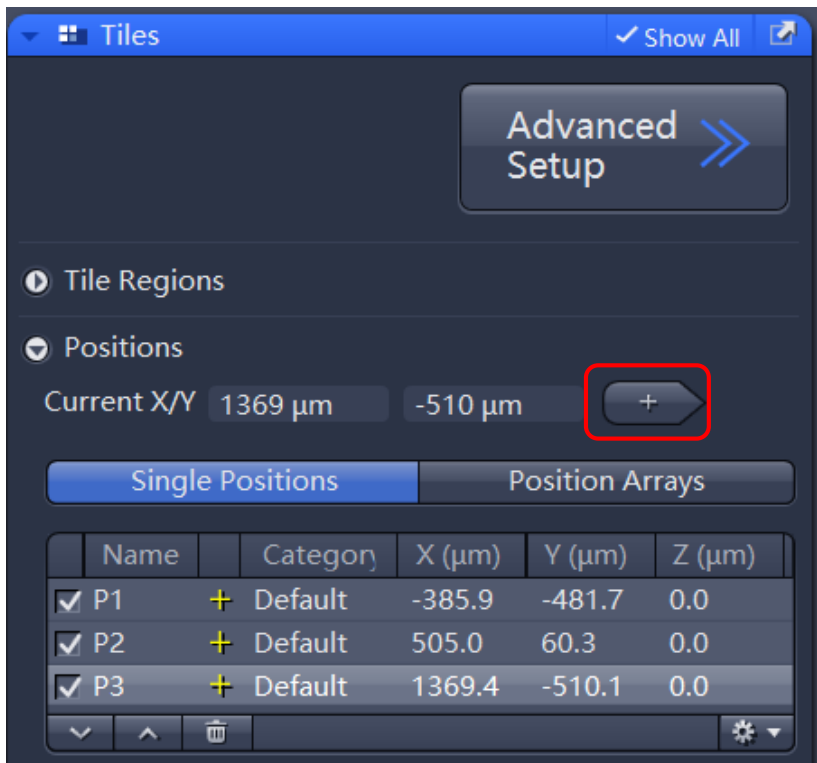 Tiles Show All
Advanced
Setup
Tile Regions
Positions
Current X/Y 1369 µm -510 µm +
Single Positions Position Arrays
Name Category X (µm) Y (µm) Z (µm)
P1 Default -385.9 -481.7 0.0
P2 Default 505.0 60.3 0.0
P3 Default 1369.4 -510.1 0.0